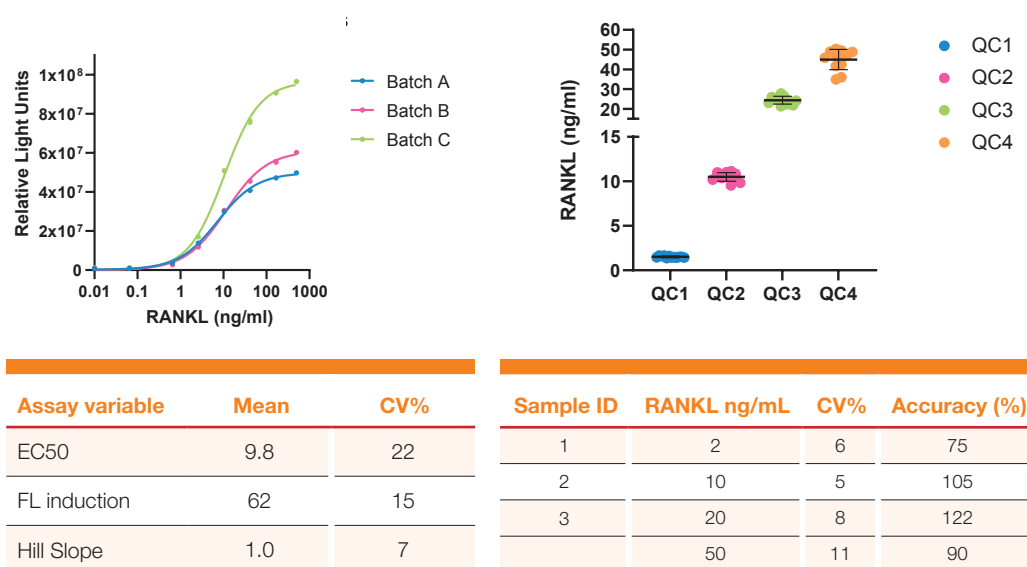 Relative Light Units
1x10⁸
8x10⁷
6x10⁷
4x10⁷
2x10⁷
0
0.01 0.1 1 10 100 1000
RANKL (ng/ml)
Batch A
Batch B
Batch C
RANKL (ng/ml)
60
50
40
30
20
15
10
5
0
QC1 QC2 QC3 QC4
QC1
QC2
QC3
QC4
Assay variable Mean CV%
EC50 9.8 22
FL induction 62 15
Hill Slope 1.0 7
Sample ID RANKL ng/mL CV% Accuracy (%)
1 2 6 75
2 10 5 105
3 20 8 122
50 11 90